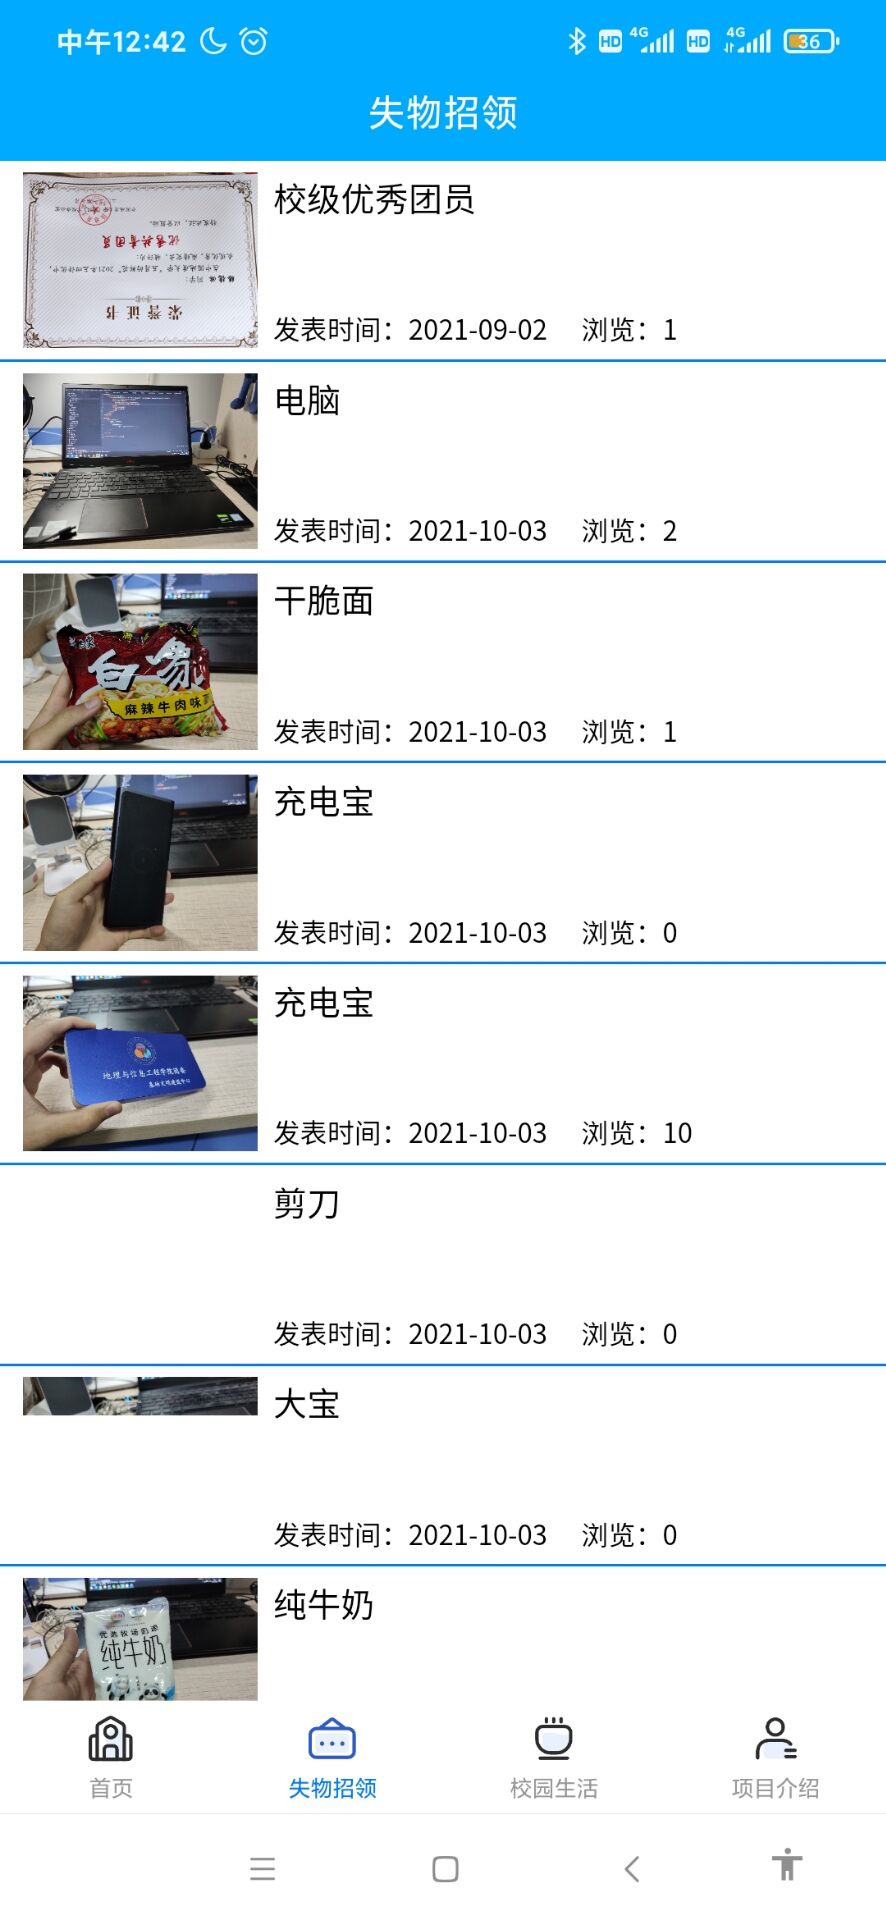 中午12:42
HD 4G HD 4G 36
失物招领
校级优秀团员
荣誉证书
优秀共青团员
发表时间：2021-09-02 浏览：1
电脑
发表时间：2021-10-03 浏览：2
干脆面
白象
麻辣牛肉味
发表时间：2021-10-03 浏览：1
充电宝
发表时间：2021-10-03 浏览：0
充电宝
地理与信息工程学院团委
发表时间：2021-10-03 浏览：10
剪刀
发表时间：2021-10-03 浏览：0
大宝
发表时间：2021-10-03 浏览：0
纯牛奶
优选牧场奶源
纯牛奶
首页
失物招领
校园生活
项目介绍